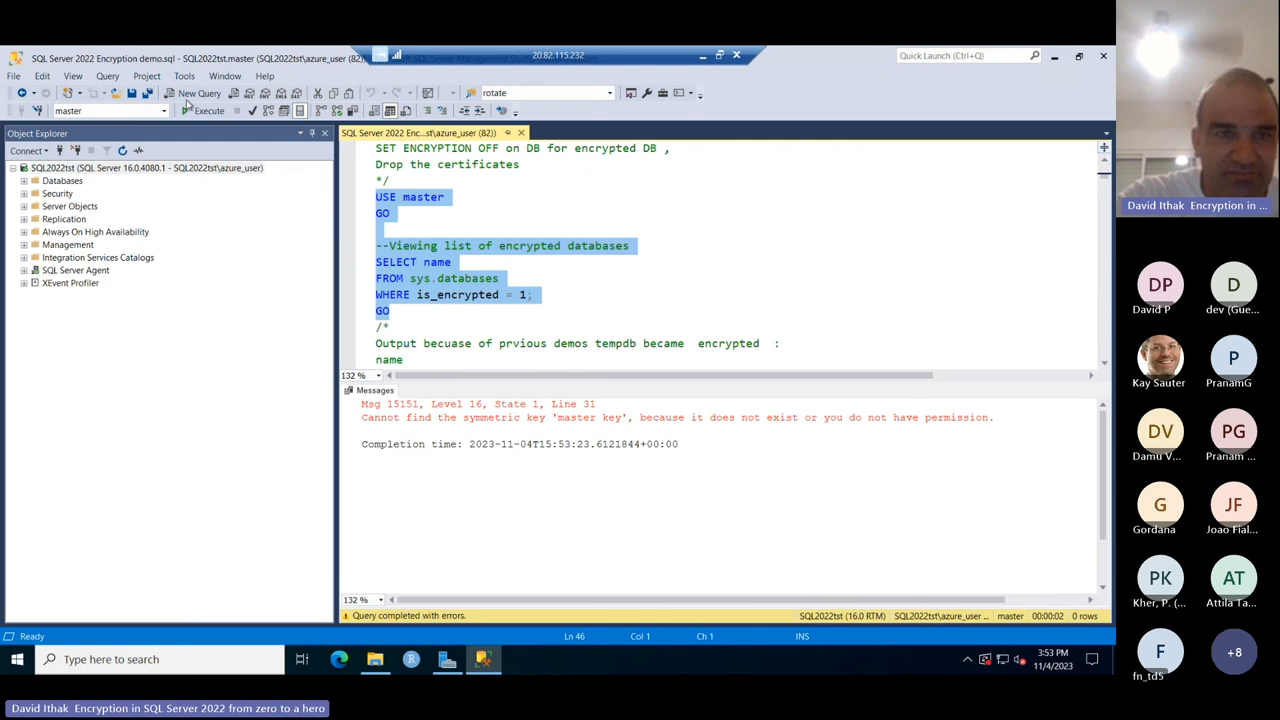 SQL Server 2022 Encryption demo.sql - SQL2022tst.master (SQL2022tst\azure_user (82))
20.82.115.232
Quick Launch (Ctrl+Q)
File Edit View Query Project Tools Window Help
New Query
rotate
master
Execute
Object Explorer
Connect
SQL2022tst (SQL Server 16.0.4080.1 - SQL2022tst\azure_user)
Databases
Security
Server Objects
Replication
Always On High Availability
Management
Integration Services Catalogs
SQL Server Agent
XEvent Profiler
SQL Server 2022 Enc...st\azure_user (82))
SET ENCRYPTION OFF on DB for encrypted DB ,
Drop the certificates
*/
USE master
GO
--Viewing list of encrypted databases
SELECT name
FROM sys.databases
WHERE is_encrypted = 1;
GO
/*
Output becuase of prvious demos tempdb became encrypted :
name
132 %
Messages
Msg 15151, Level 16, State 1, Line 31
Cannot find the symmetric key 'master key', because it does not exist or you do not have permission.
Completion time: 2023-11-04T15:53:23.6121844+00:00
132 %
Query completed with errors.
SQL2022tst (16.0 RTM)
SQL2022tst\azure_user ...
master
00:00:02
0 rows
Ready
Ln 46
Col 1
Ch 1
INS
Type here to search
3:53 PM
11/4/2023
David Ithak Encryption in SQL Server 2022 from zero to a hero
David Ithak Encryption in ...
DP
David P
D
dev (Gue...
Kay Sauter
P
PranamG
DV
Damu V...
PG
Pranam ...
G
Gordana
JF
Joao Fial...
PK
Kher, P. (...
AT
Attila Ta...
F
fn_td5
+8